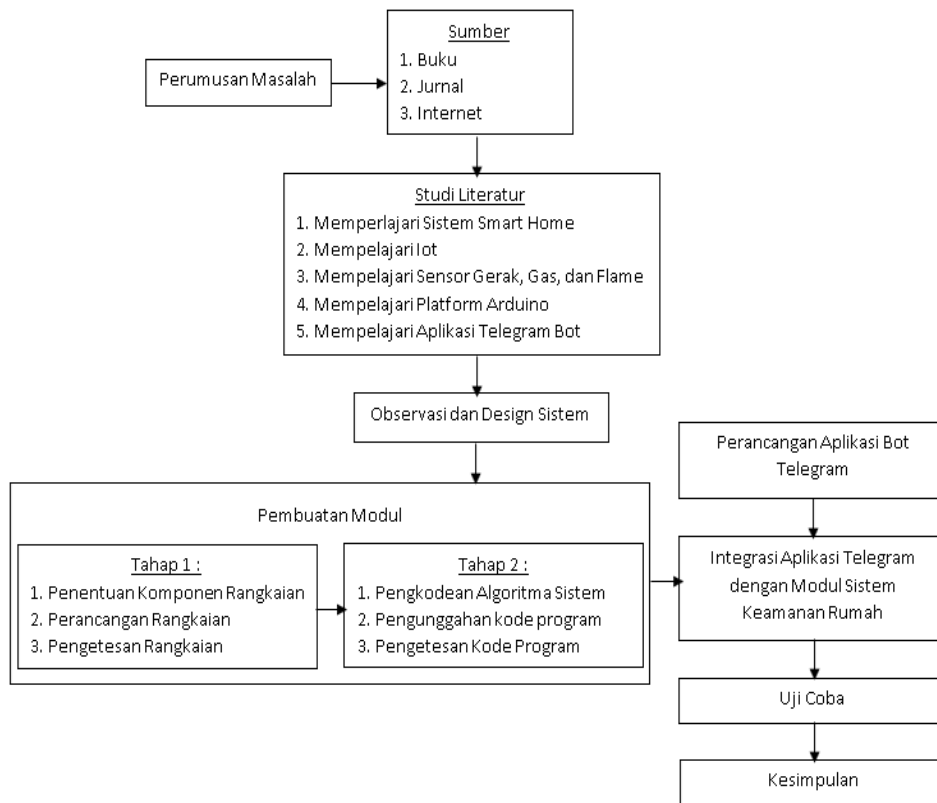 Perumusan Masalah
Sumber
1. Buku
2. Jurnal
3. Internet
Studi Literatur
1. Memperlajari Sistem Smart Home
2. Mempelajari Iot
3. Mempelajari Sensor Gerak, Gas, dan Flame
4. Mempelajari Platform Arduino
5. Mempelajari Aplikasi Telegram Bot
Observasi dan Design Sistem
Pembuatan Modul
Tahap 1 :
1. Penentuan Komponen Rangkaian
2. Perancangan Rangkaian
3. Pengetesan Rangkaian
Tahap 2 :
1. Pengkodean Algoritma Sistem
2. Pengunggahan kode program
3. Pengetesan Kode Program
Perancangan Aplikasi Bot
Telegram
Integrasi Aplikasi Telegram
dengan Modul Sistem
Keamanan Rumah
Uji Coba
Kesimpulan